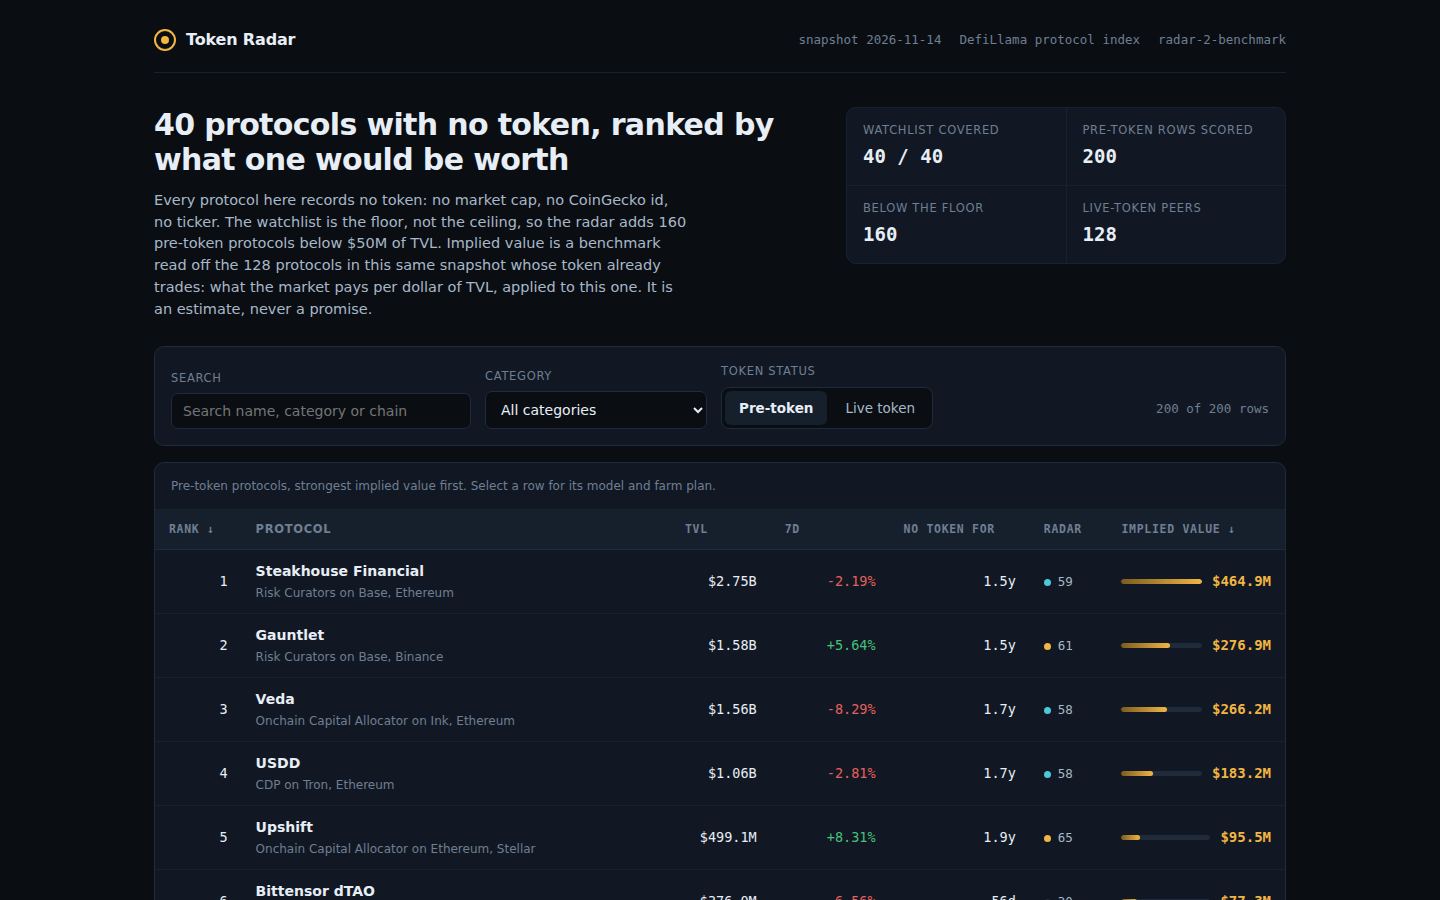 Token Radar
snapshot 2026-11-14 DefiLlama protocol index radar-2-benchmark
40 protocols with no token, ranked by
what one would be worth
Every protocol here records no token: no market cap, no CoinGecko id,
no ticker. The watchlist is the floor, not the ceiling, so the radar adds 160
pre-token protocols below $50M of TVL. Implied value is a benchmark
read off the 128 protocols in this same snapshot whose token already
trades: what the market pays per dollar of TVL, applied to this one. It is
an estimate, never a promise.
WATCHLIST COVERED
40 / 40
PRE-TOKEN ROWS SCORED
200
BELOW THE FLOOR
160
LIVE-TOKEN PEERS
128
SEARCH
Search name, category or chain
CATEGORY
All categories
TOKEN STATUS
Pre-token Live token
200 of 200 rows
Pre-token protocols, strongest implied value first. Select a row for its model and farm plan.
RANK ↓ PROTOCOL TVL 7D NO TOKEN FOR RADAR IMPLIED VALUE ↓
1 Steakhouse Financial $2.75B -2.19% 1.5y 59 $464.9M
Risk Curators on Base, Ethereum
2 Gauntlet $1.58B +5.64% 1.5y 61 $276.9M
Risk Curators on Base, Binance
3 Veda $1.56B -8.29% 1.7y 58 $266.2M
Onchain Capital Allocator on Ink, Ethereum
4 USDD $1.06B -2.81% 1.7y 58 $183.2M
CDP on Tron, Ethereum
5 Upshift $499.1M +8.31% 1.9y 65 $95.5M
Onchain Capital Allocator on Ethereum, Stellar
Bittensor dTAO